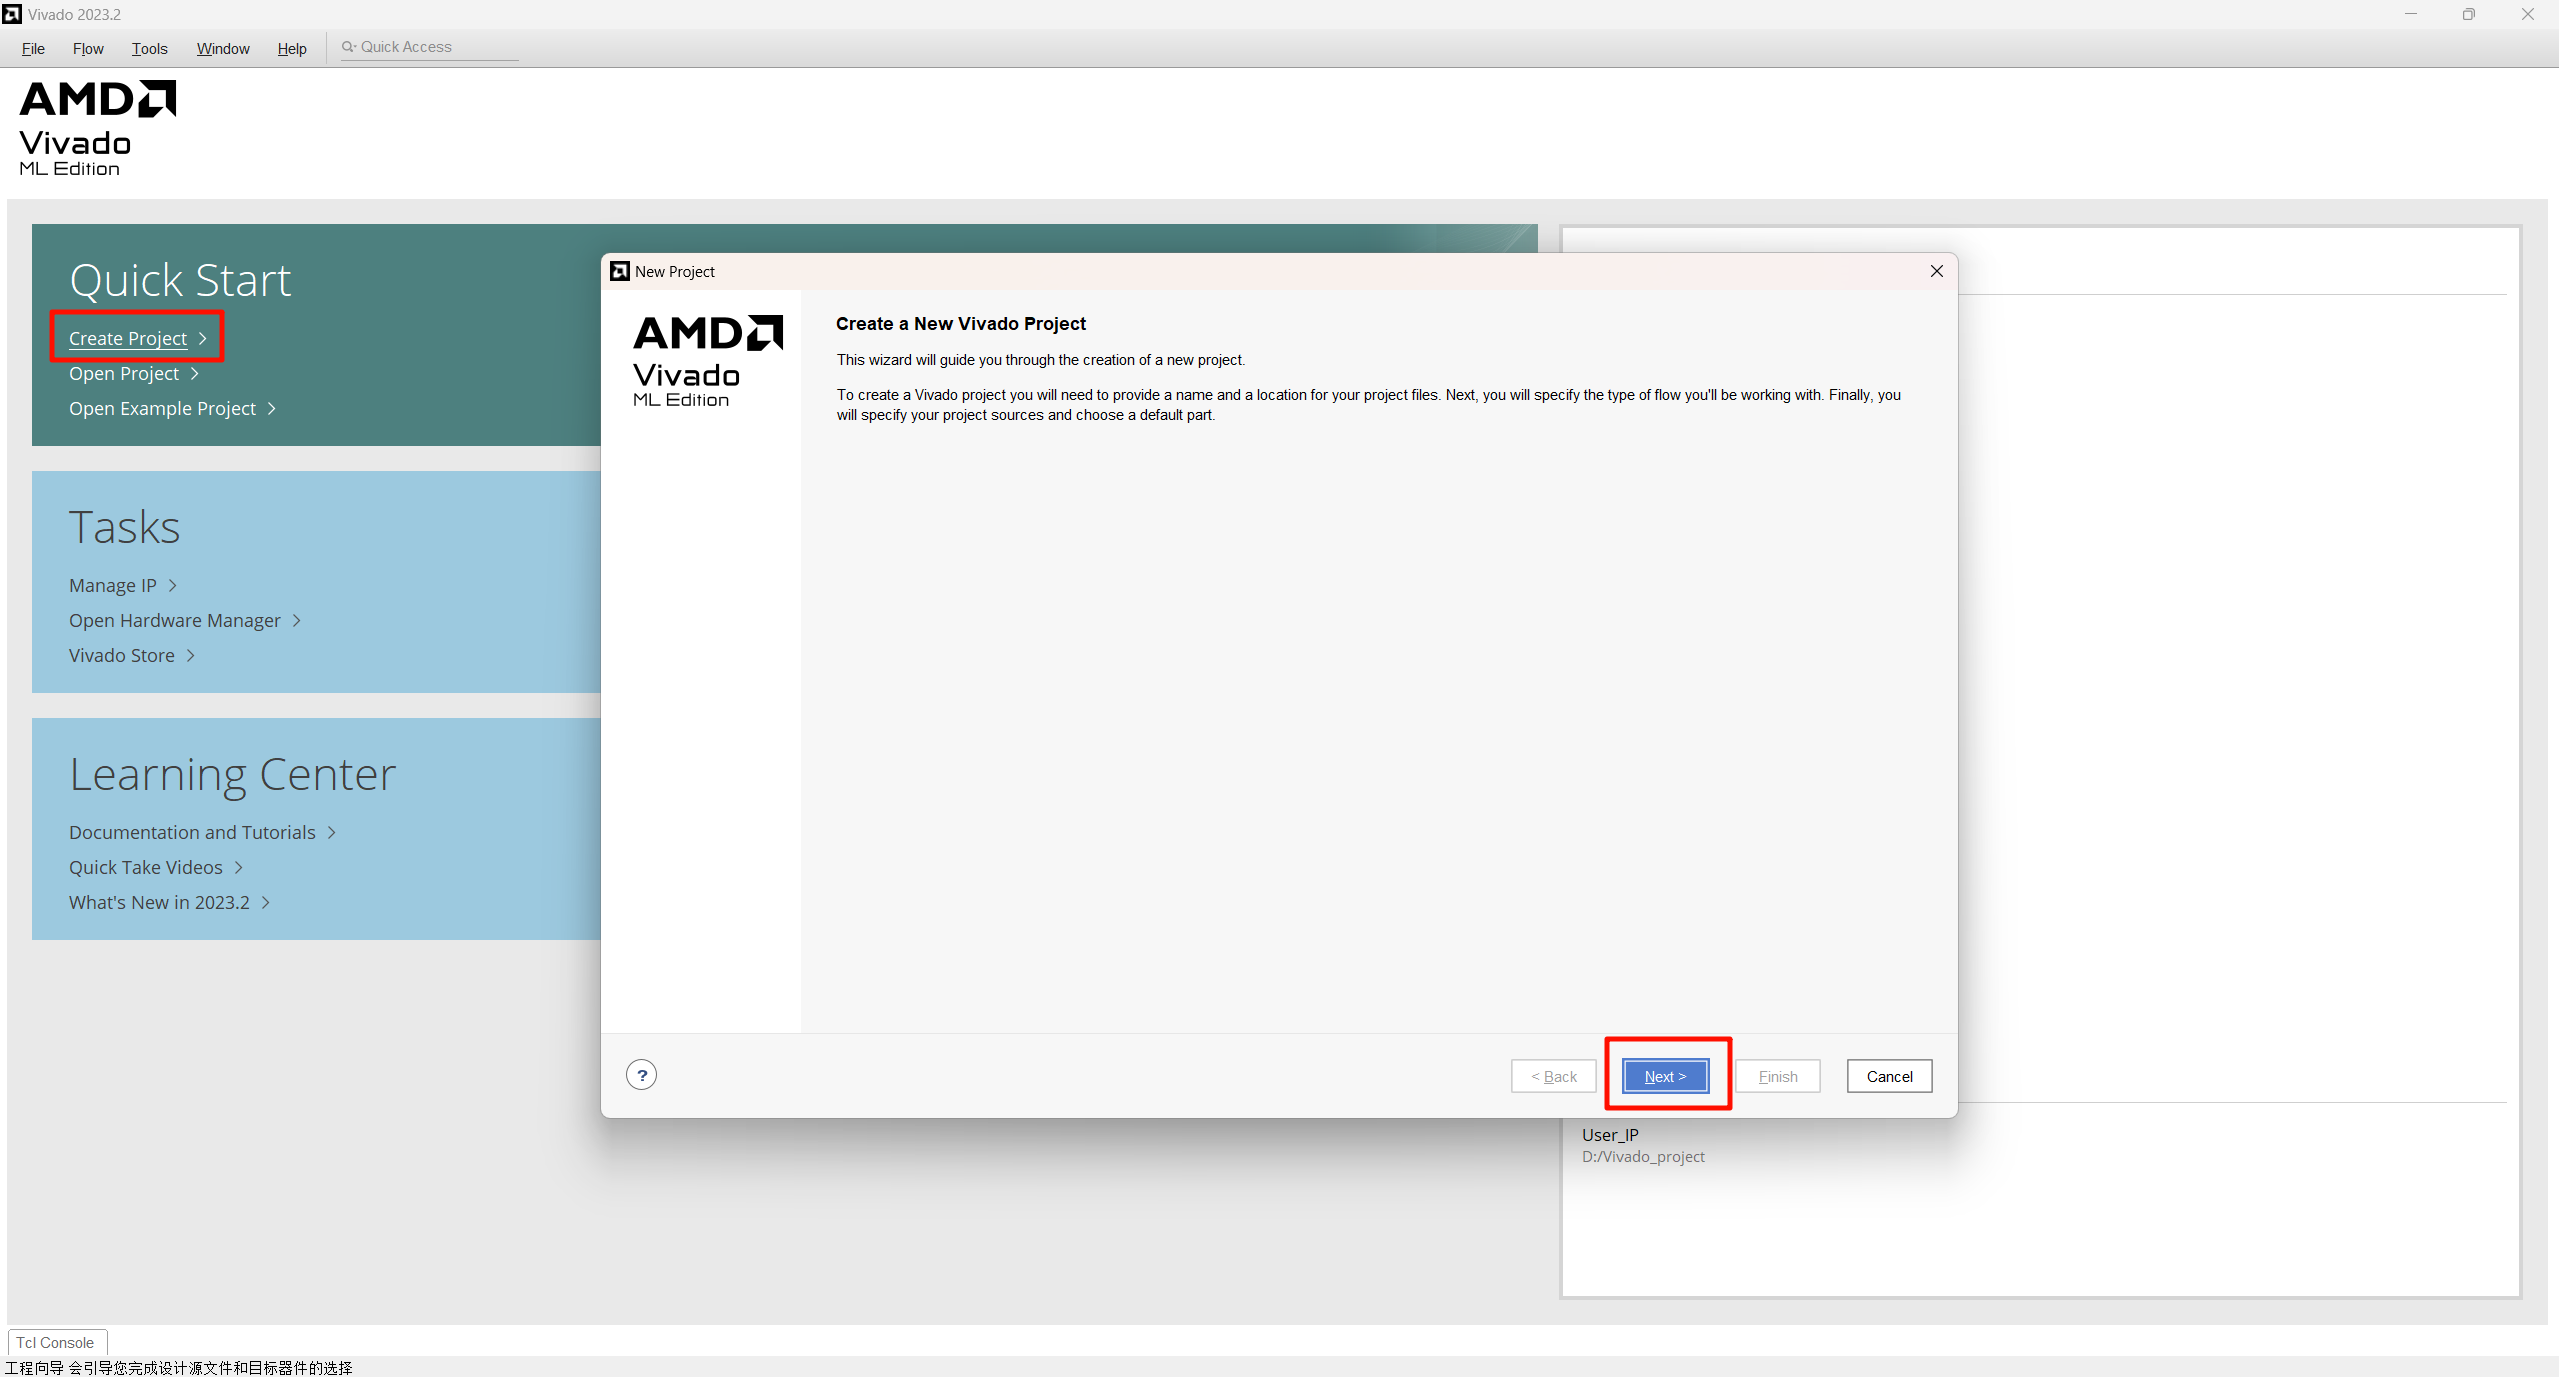 Vivado 2023.2
File Flow Tools Window Help Quick Access
AMD
Vivado
ML Edition
Quick Start
Create Project >
Open Project >
Open Example Project >
Tasks
Manage IP >
Open Hardware Manager >
Vivado Store >
Learning Center
Documentation and Tutorials >
Quick Take Videos >
What's New in 2023.2 >
New Project
AMD
Vivado
ML Edition
Create a New Vivado Project
This wizard will guide you through the creation of a new project.
To create a Vivado project you will need to provide a name and a location for your project files. Next, you will specify the type of flow you'll be working with. Finally, you
will specify your project sources and choose a default part.
? < Back Next > Finish Cancel
User_IP
D:/Vivado_project
Tcl Console
工程向导 会引导您完成设计源文件和目标器件的选择